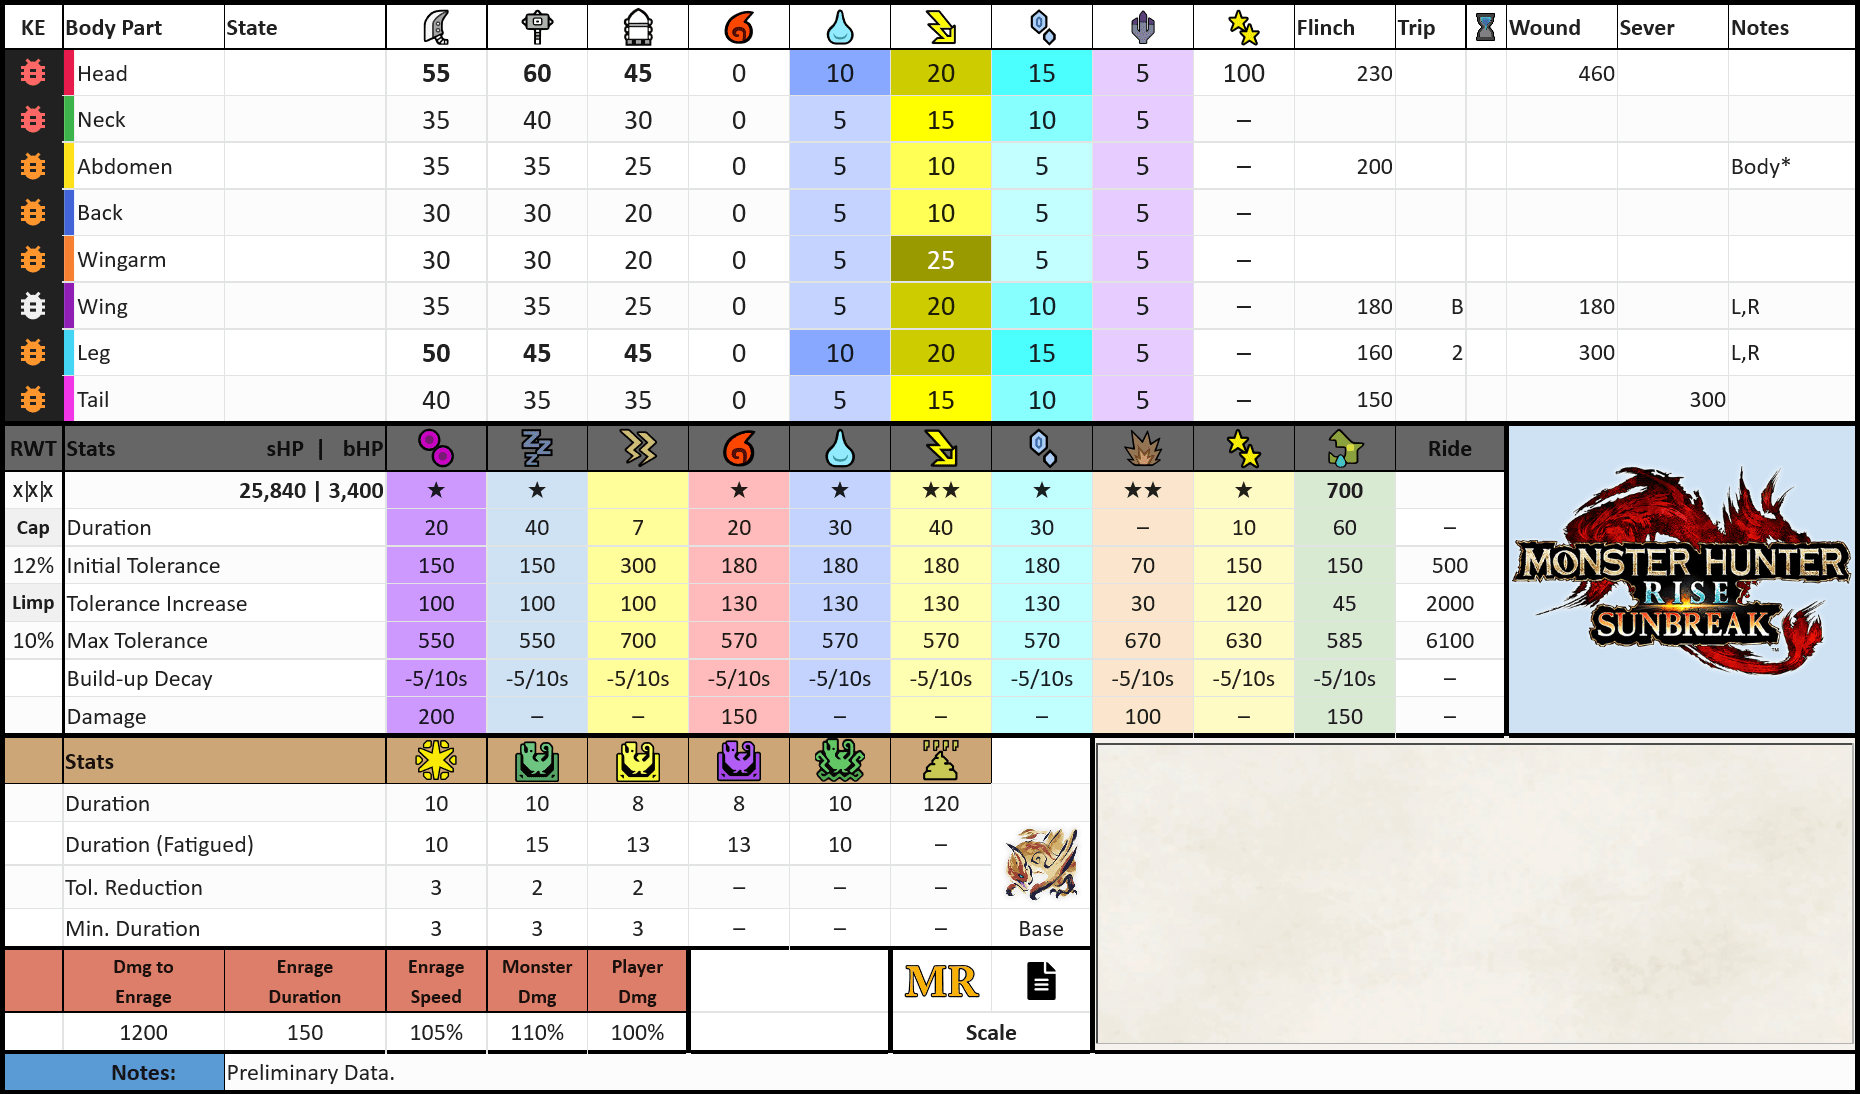 KE Body Part State Flinch Trip Wound Sever Notes
Head 55 60 45 0 10 20 15 5 100 230 460
Neck 35 40 30 0 5 15 10 5 –
Abdomen 35 35 25 0 5 10 5 5 – 200 Body*
Back 30 30 20 0 5 10 5 5 –
Wingarm 30 30 20 0 5 25 5 5 –
Wing 35 35 25 0 5 20 10 5 – 180 B 180 L,R
Leg 50 45 45 0 10 20 15 5 – 160 2 300 L,R
Tail 40 35 35 0 5 15 10 5 – 150 300
RWT Stats sHP | bHP Ride
x|x|x 25,840 | 3,400 ★ ★ ★ ★ ★★ ★ ★★ ★ 700
Cap Duration 20 40 7 20 30 40 30 – 10 60 –
12% Initial Tolerance 150 150 300 180 180 180 180 70 150 150 500
Limp Tolerance Increase 100 100 100 130 130 130 130 30 120 45 2000
10% Max Tolerance 550 550 700 570 570 570 570 670 630 585 6100
Build-up Decay -5/10s -5/10s -5/10s -5/10s -5/10s -5/10s -5/10s -5/10s -5/10s -5/10s –
Damage 200 – – 150 – – – 100 – 150 –
MONSTER HUNTER
RISE
SUNBREAK™
Stats
Duration 10 10 8 8 10 120
Duration (Fatigued) 10 15 13 13 10 –
Tol. Reduction 3 2 2 – – –
Min. Duration 3 3 3 – – – Base
Dmg to Enrage Enrage Monster Player
Enrage Duration Speed Dmg Dmg
MR
1200 150 105% 110% 100% Scale
Notes: Preliminary Data.